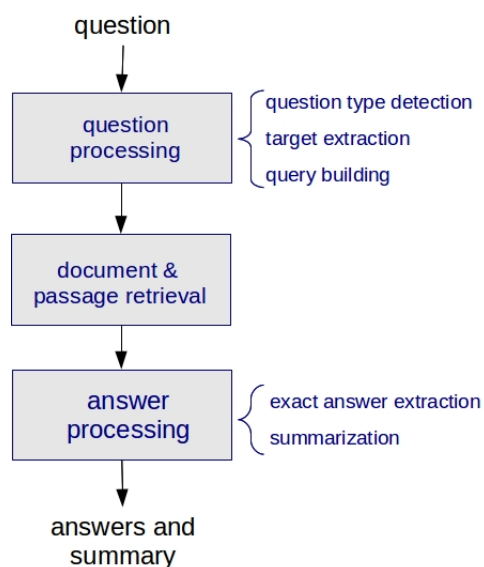 question
question
processing
question type detection
target extraction
query building
document &
passage retrieval
answer
processing
exact answer extraction
summarization
answers and
summary